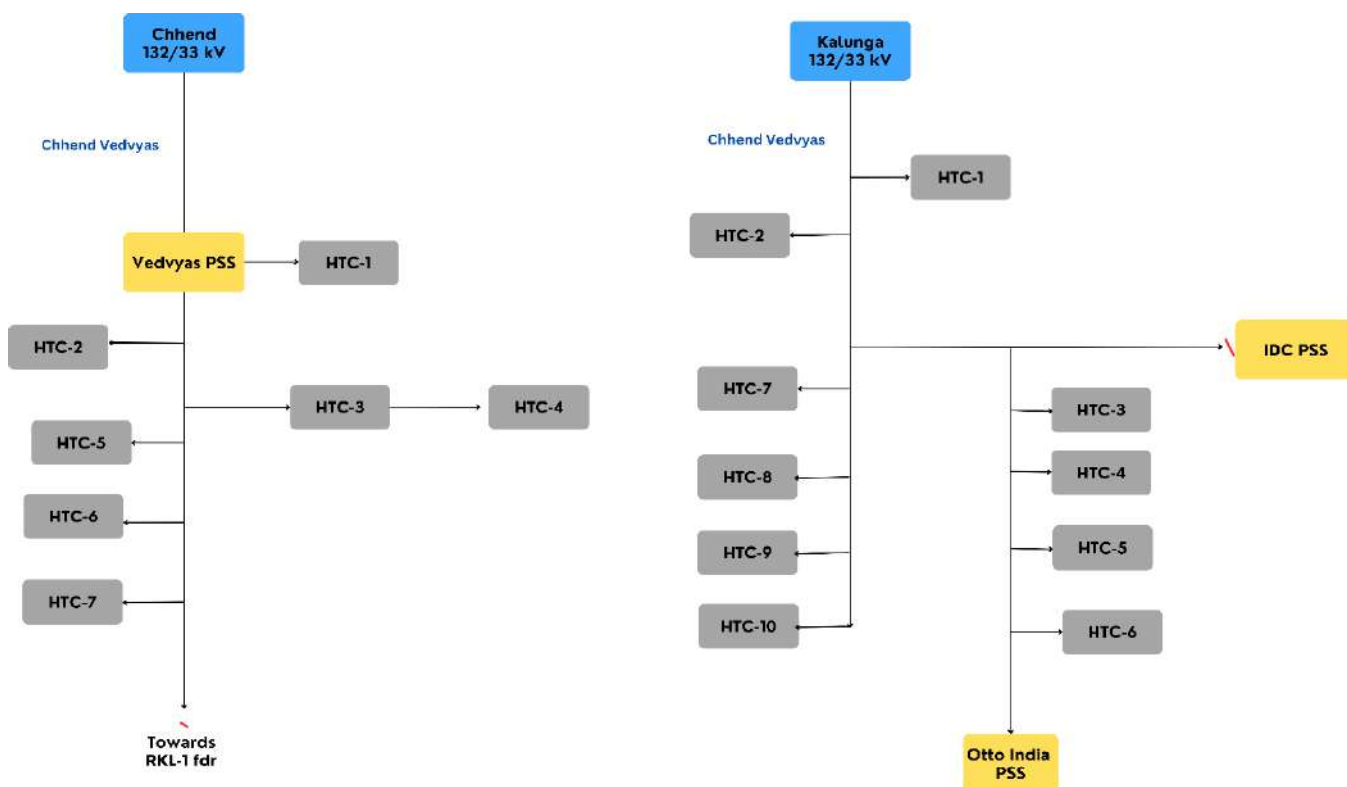 Chhend
132/33 kV
Chhend Vedvyas
Vedvyas PSS
HTC-1
HTC-2
HTC-3
HTC-4
HTC-5
HTC-6
HTC-7
Towards
RKL-1 fdr
Kalunga
132/33 kV
Chhend Vedvyas
HTC-1
HTC-2
IDC PSS
HTC-7
HTC-3
HTC-8
HTC-4
HTC-9
HTC-5
HTC-10
HTC-6
Otto India
PSS